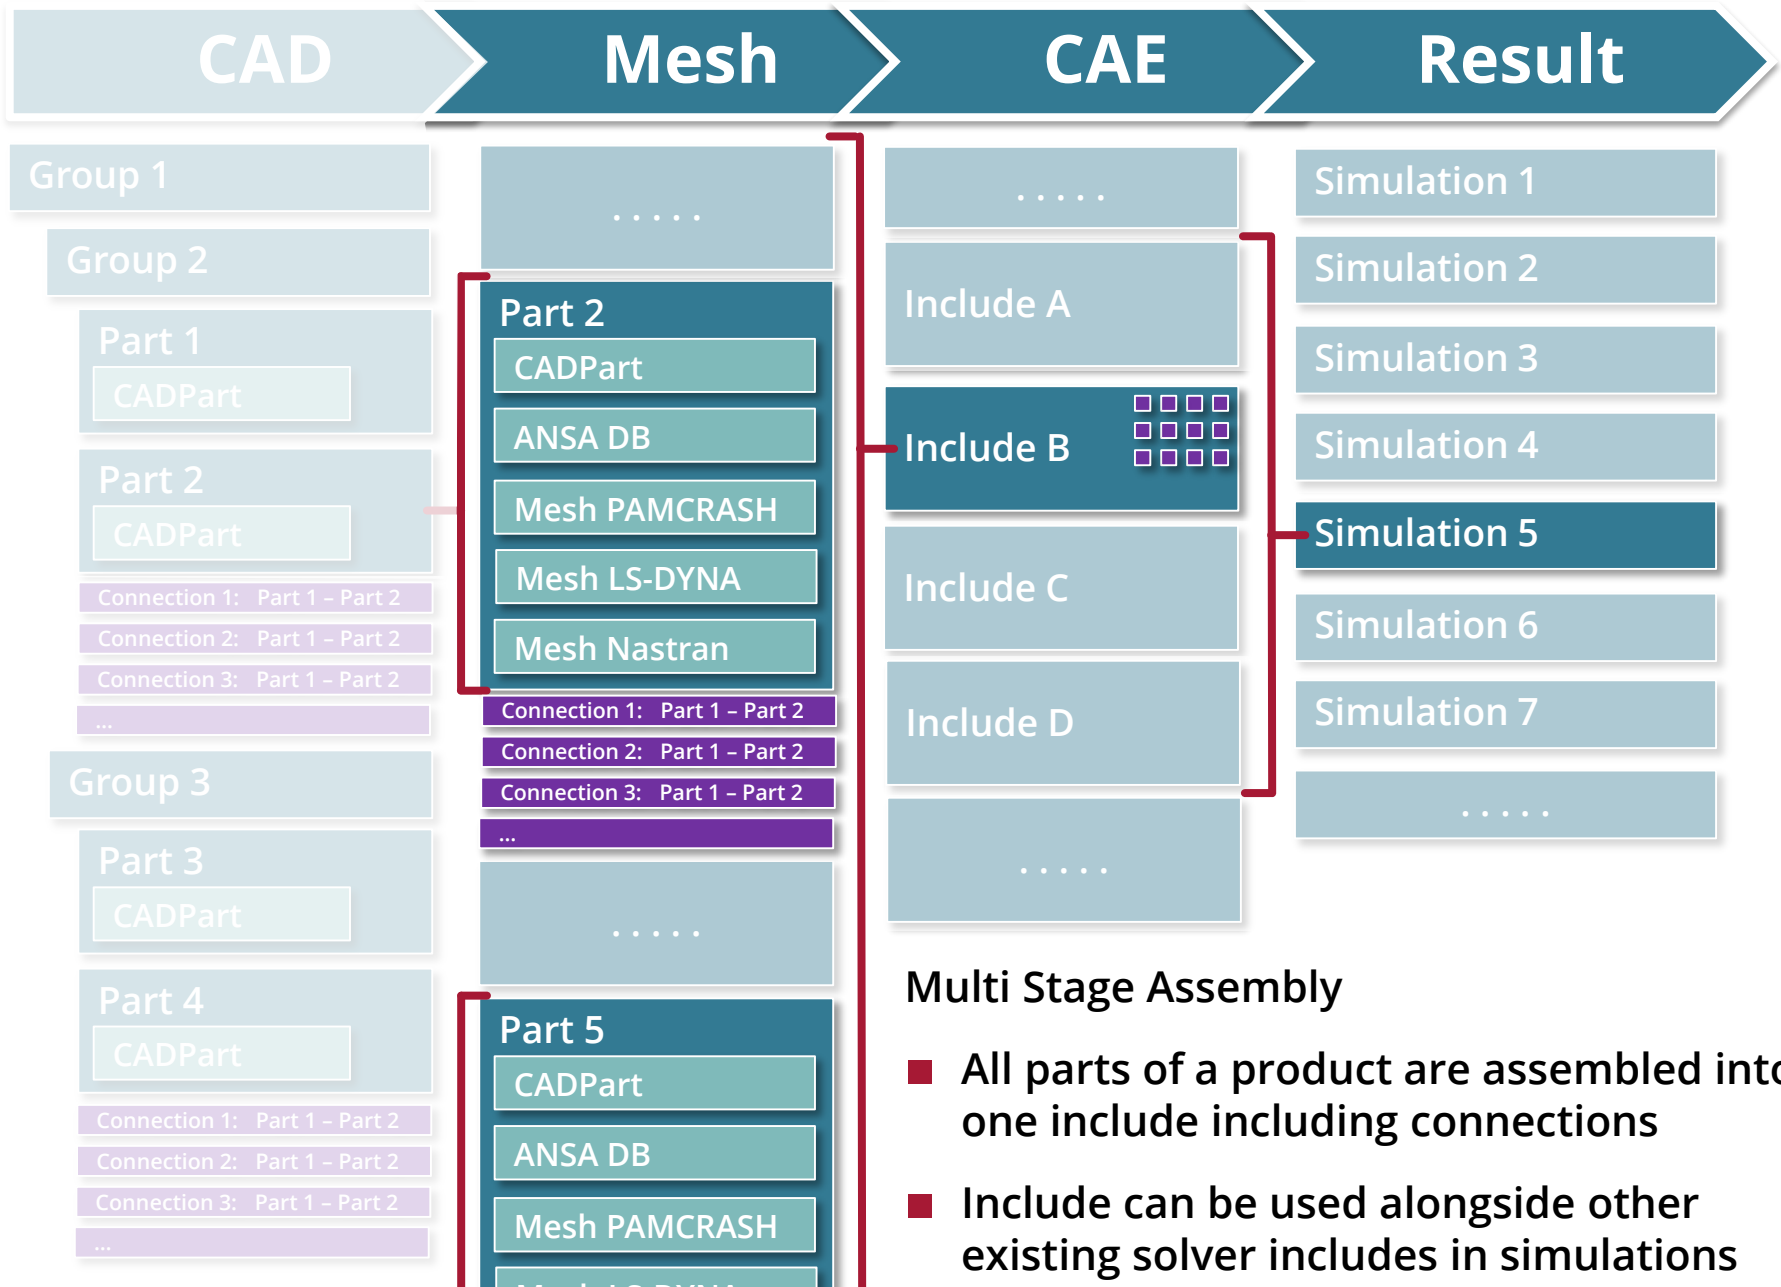 CAD
Mesh
CAE
Result
Group 1
Group 2
Part 1
CADPart
Part 2
CADPart
Connection 1: Part 1 – Part 2
Connection 2: Part 1 – Part 2
Connection 3: Part 1 – Part 2
...
Group 3
Part 3
CADPart
Part 4
CADPart
Connection 1: Part 1 – Part 2
Connection 2: Part 1 – Part 2
Connection 3: Part 1 – Part 2
...
. . . . .
Part 2
CADPart
ANSA DB
Mesh PAMCRASH
Mesh LS-DYNA
Mesh Nastran
Connection 1: Part 1 – Part 2
Connection 2: Part 1 – Part 2
Connection 3: Part 1 – Part 2
...
. . . . .
Part 5
CADPart
ANSA DB
Mesh PAMCRASH
Mesh LS-DYNA
. . . . .
Include A
Include B
Include C
Include D
. . . . .
Simulation 1
Simulation 2
Simulation 3
Simulation 4
Simulation 5
Simulation 6
Simulation 7
. . . . .
Multi Stage Assembly
All parts of a product are assembled into
one include including connections
Include can be used alongside other
existing solver includes in simulations